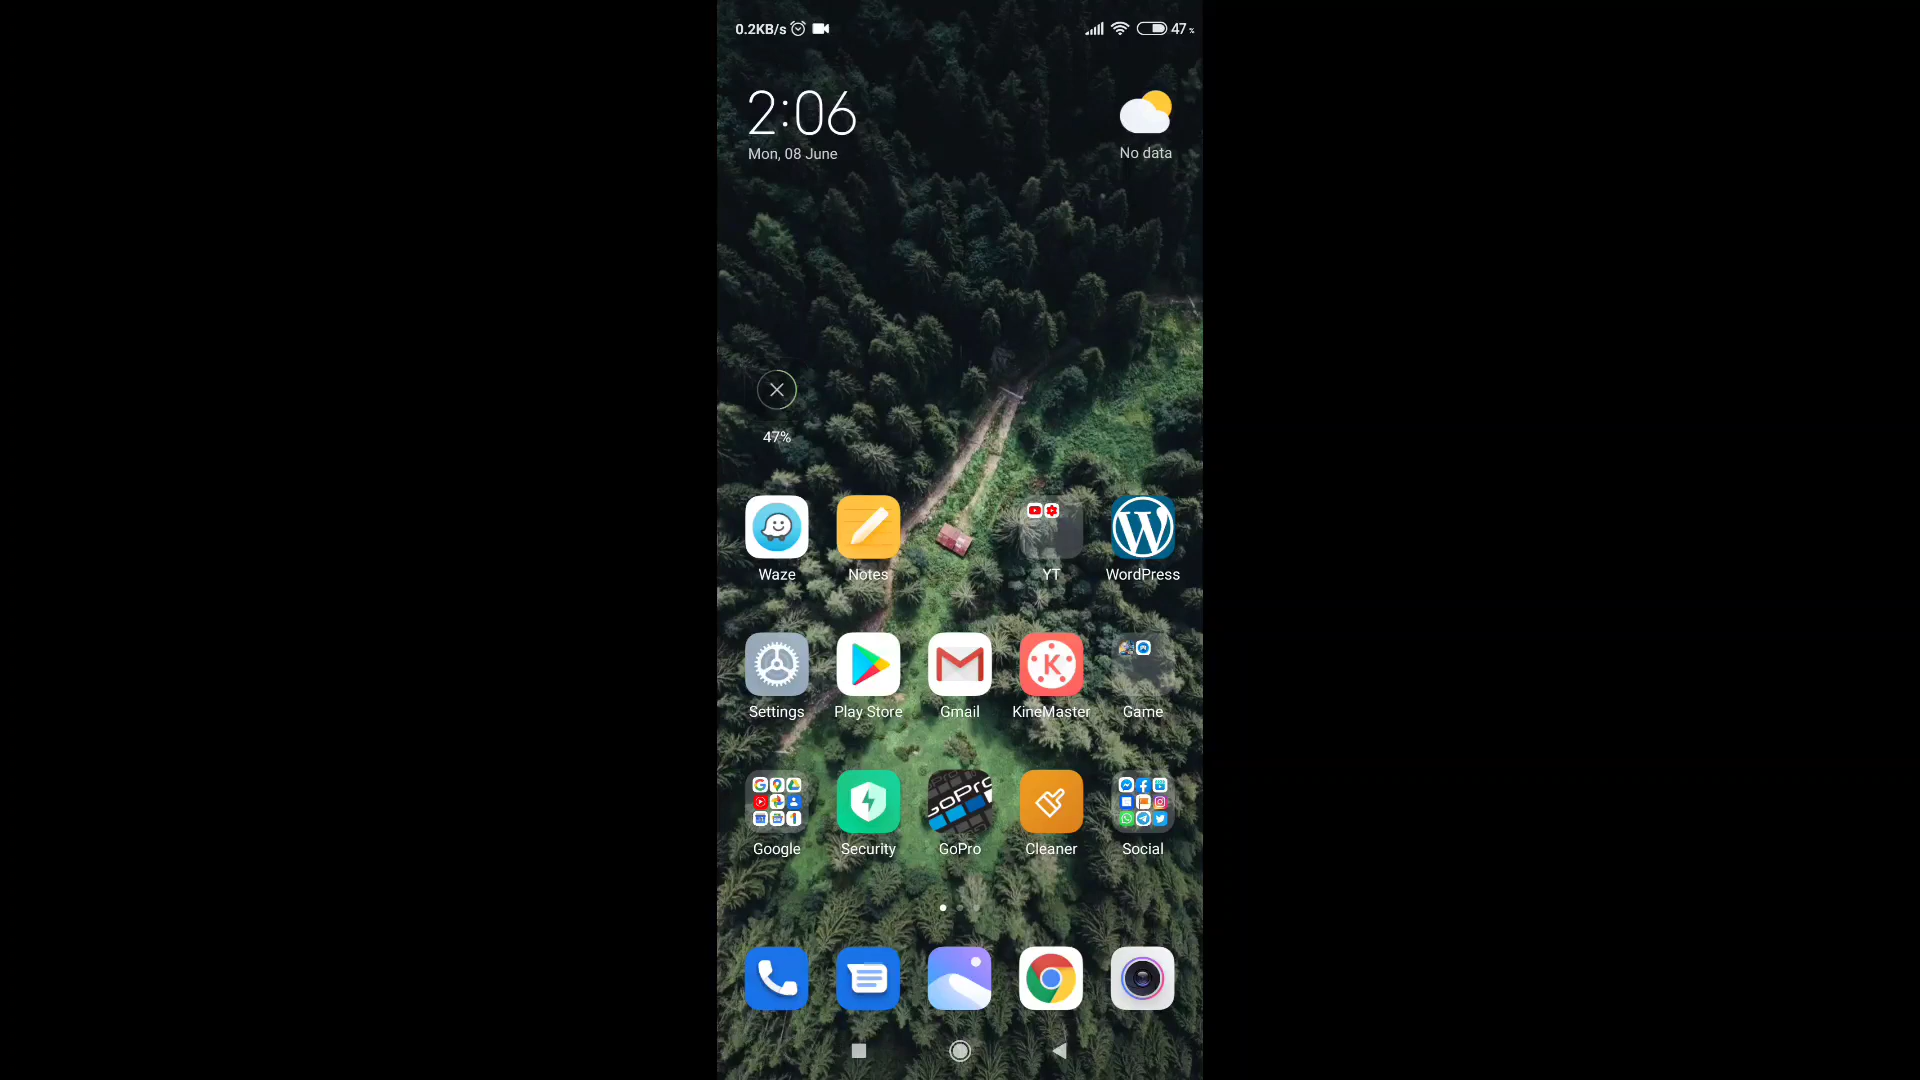 0.2KB/s
47
2:06
Mon, 08 June
No data
47%
Waze
Notes
YT
WordPress
Settings
Play Store
Gmail
KineMaster
Game
Google
Security
GoPro
GoPro
Cleaner
Social